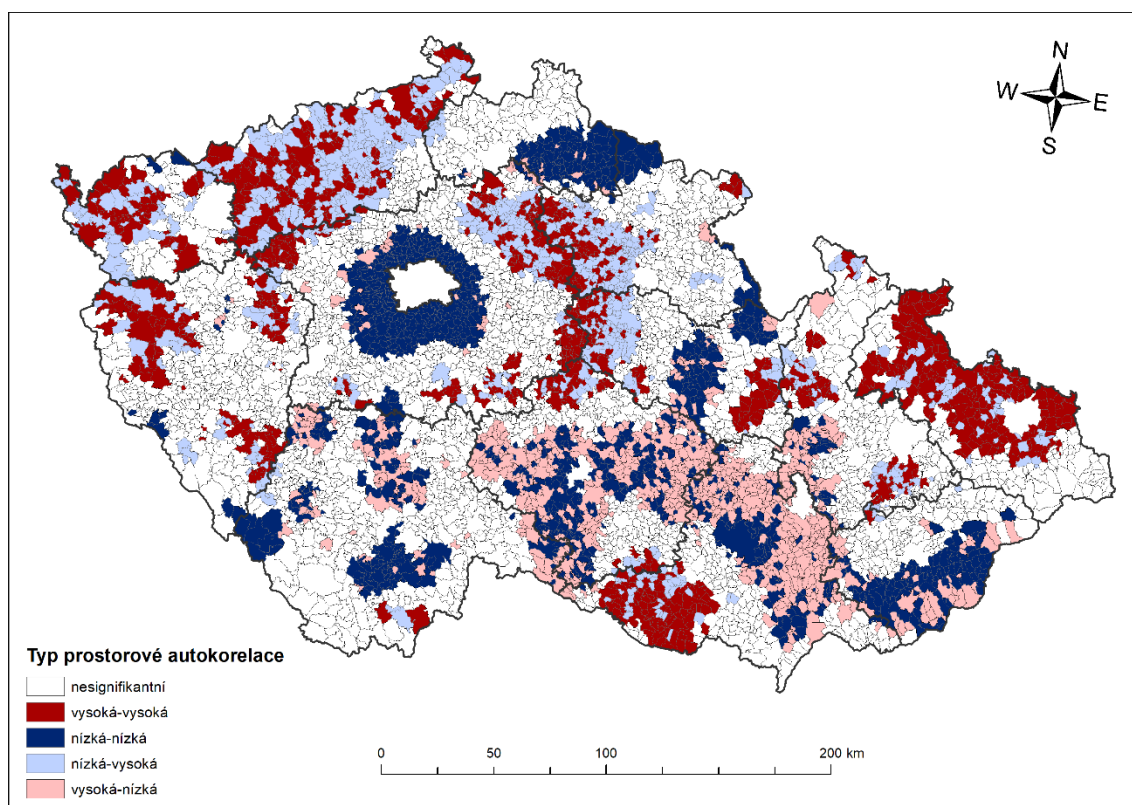 N
W E
S
Typ prostorové autokorelace
nesignifikantní
vysoká-vysoká
nízká-nízká
nízká-vysoká
vysoká-nízká
0 50 100 200 km